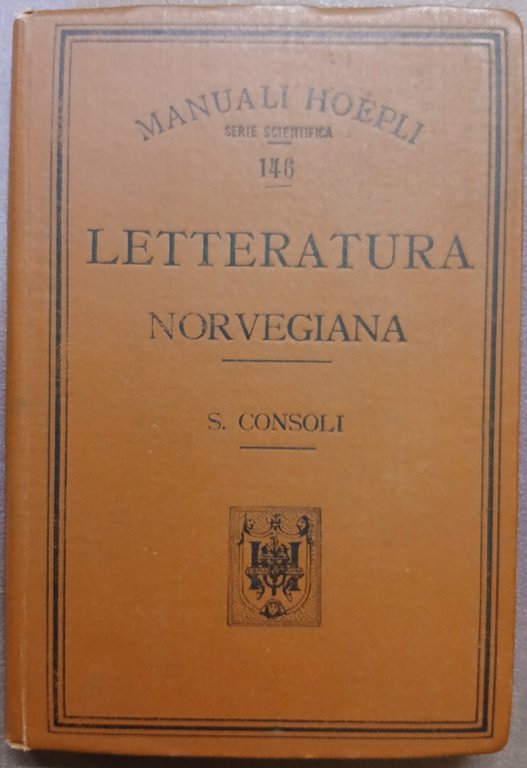 MANUALI HOEPLI
SERIE SCIENTIFICA
146
LETTERATURA
NORVEGIANA
S. CONSOLI